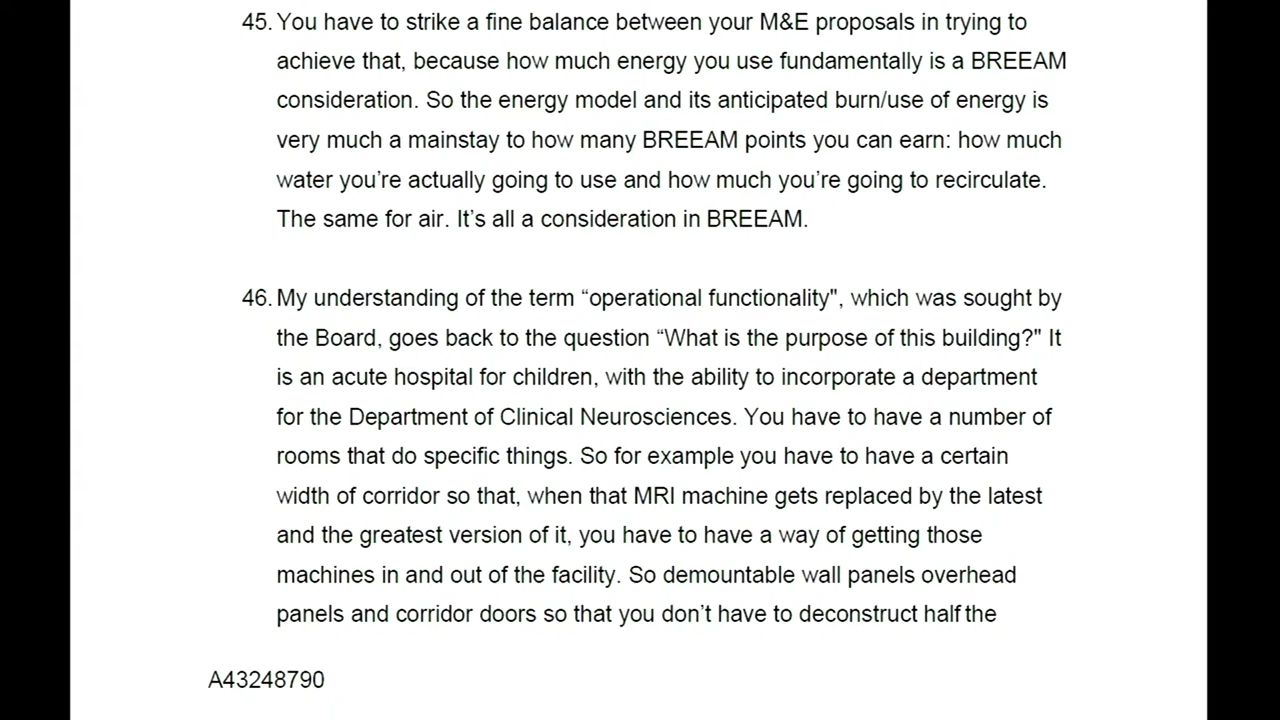 45. You have to strike a fine balance between your M&E proposals in trying to
achieve that, because how much energy you use fundamentally is a BREEAM
consideration. So the energy model and its anticipated burn/use of energy is
very much a mainstay to how many BREEAM points you can earn: how much
water you’re actually going to use and how much you’re going to recirculate.
The same for air. It’s all a consideration in BREEAM.
46. My understanding of the term “operational functionality", which was sought by
the Board, goes back to the question “What is the purpose of this building?" It
is an acute hospital for children, with the ability to incorporate a department
for the Department of Clinical Neurosciences. You have to have a number of
rooms that do specific things. So for example you have to have a certain
width of corridor so that, when that MRI machine gets replaced by the latest
and the greatest version of it, you have to have a way of getting those
machines in and out of the facility. So demountable wall panels overhead
panels and corridor doors so that you don’t have to deconstruct half the
A43248790